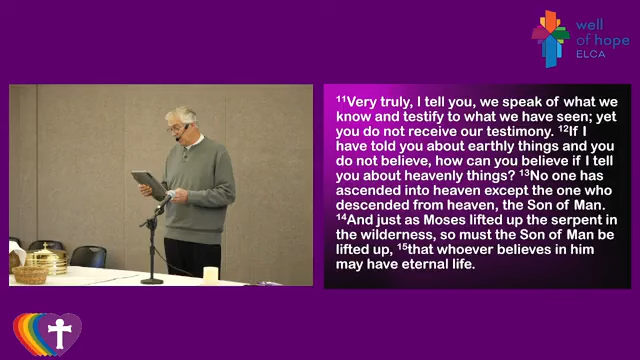 well
of hope
ELCA
¹¹Very truly, I tell you, we speak of what we
know and testify to what we have seen; yet
you do not receive our testimony. ¹²If I
have told you about earthly things and you
do not believe, how can you believe if I tell
you about heavenly things? ¹³No one has
ascended into heaven except the one who
descended from heaven, the Son of Man.
¹⁴And just as Moses lifted up the serpent in
the wilderness, so must the Son of Man be
lifted up, ¹⁵that whoever believes in him
may have eternal life.